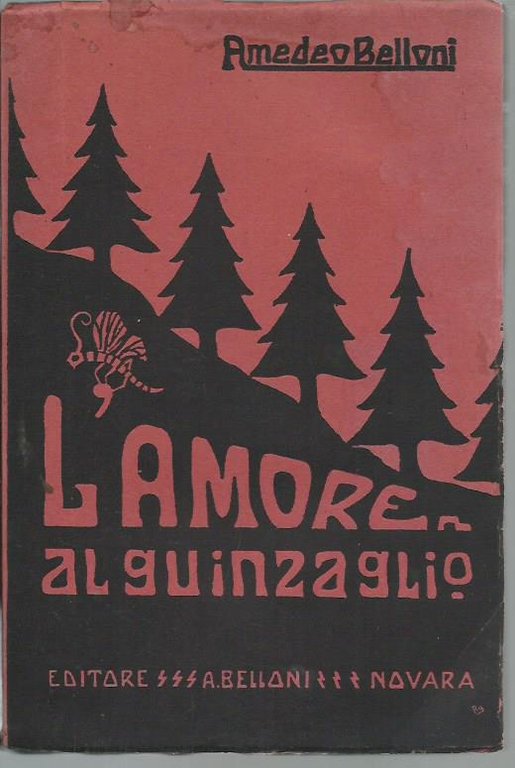 Amedeo Belloni
L'AMORE
al guinzaglio
EDITORE A. BELLONI NOVARA